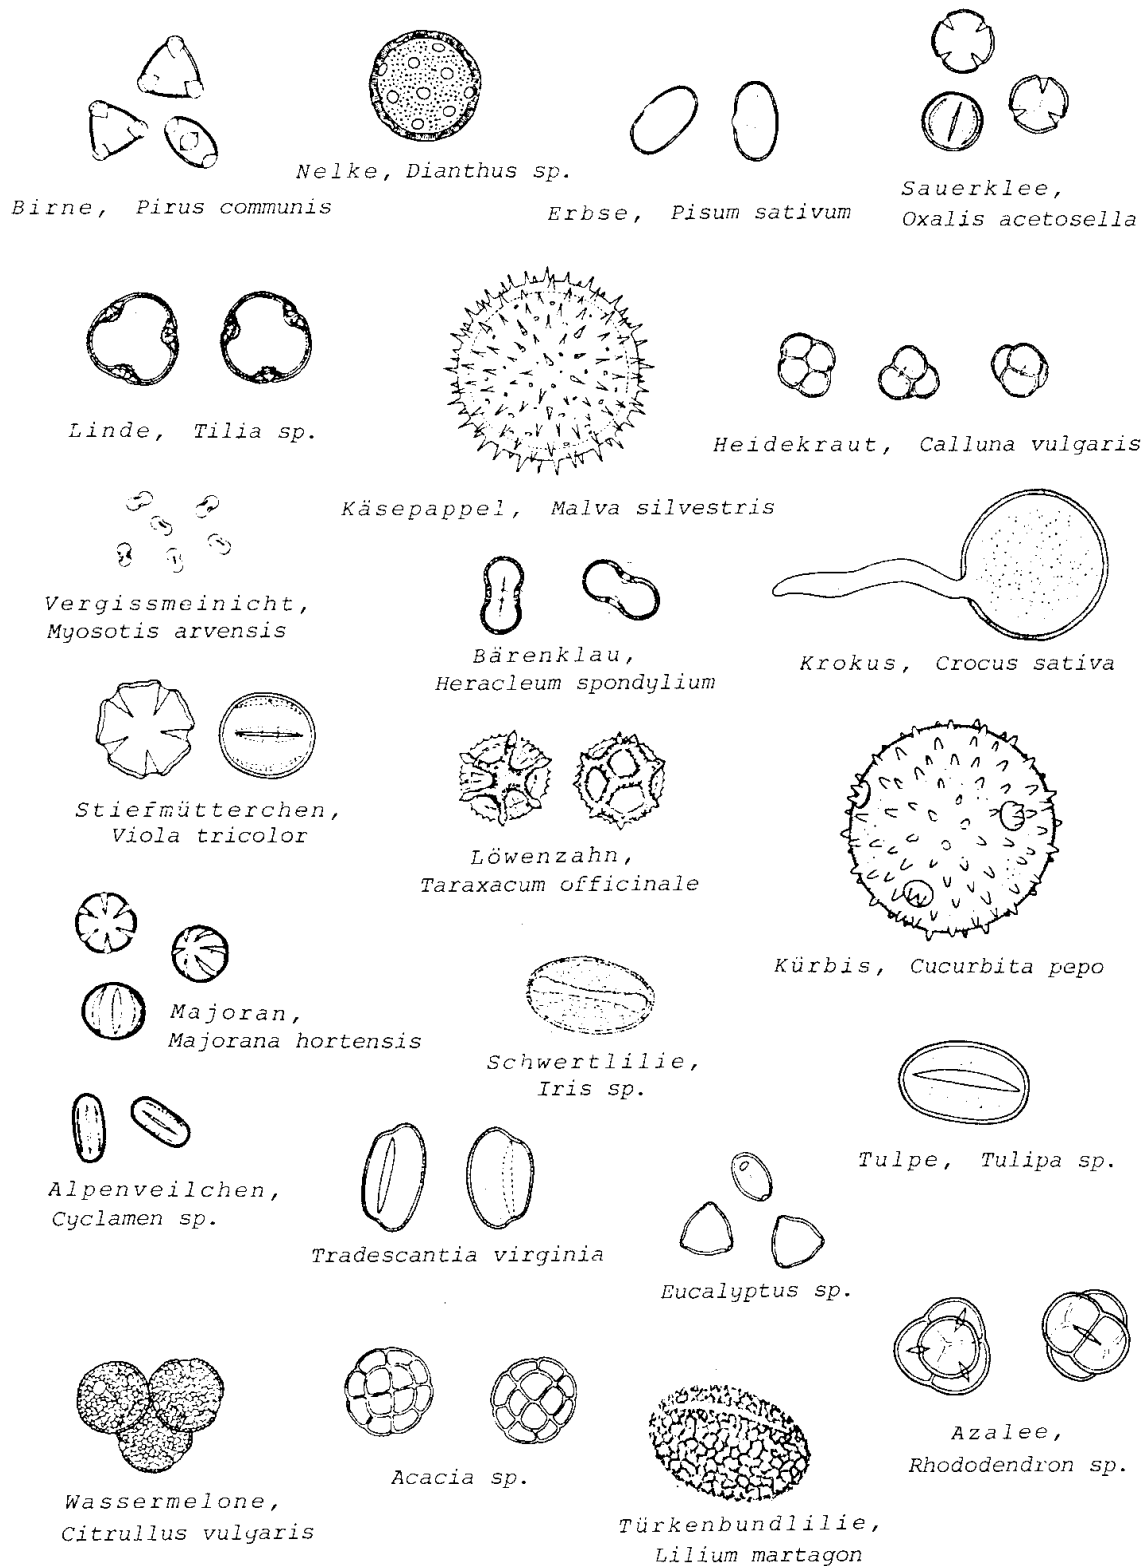 Birne, Pirus communis
Nelke, Dianthus sp.
Erbse, Pisum sativum
Sauerklee,
Oxalis acetosella
Linde, Tilia sp.
Käsepappel, Malva silvestris
Heidekraut, Calluna vulgaris
Vergissmeinicht,
Myosotis arvensis
Bärenklau,
Heracleum spondylium
Krokus, Crocus sativa
Stiefmütterchen,
Viola tricolor
Löwenzahn,
Taraxacum officinale
Kürbis, Cucurbita pepo
Majoran,
Majorana hortensis
Schwertlilie,
Iris sp.
Tulpe, Tulipa sp.
Alpenveilchen,
Cyclamen sp.
Tradescantia virginia
Eucalyptus sp.
Azalee,
Rhododendron sp.
Wassermelone,
Citrullus vulgaris
Acacia sp.
Türkenbundlilie,
Lilium martagon